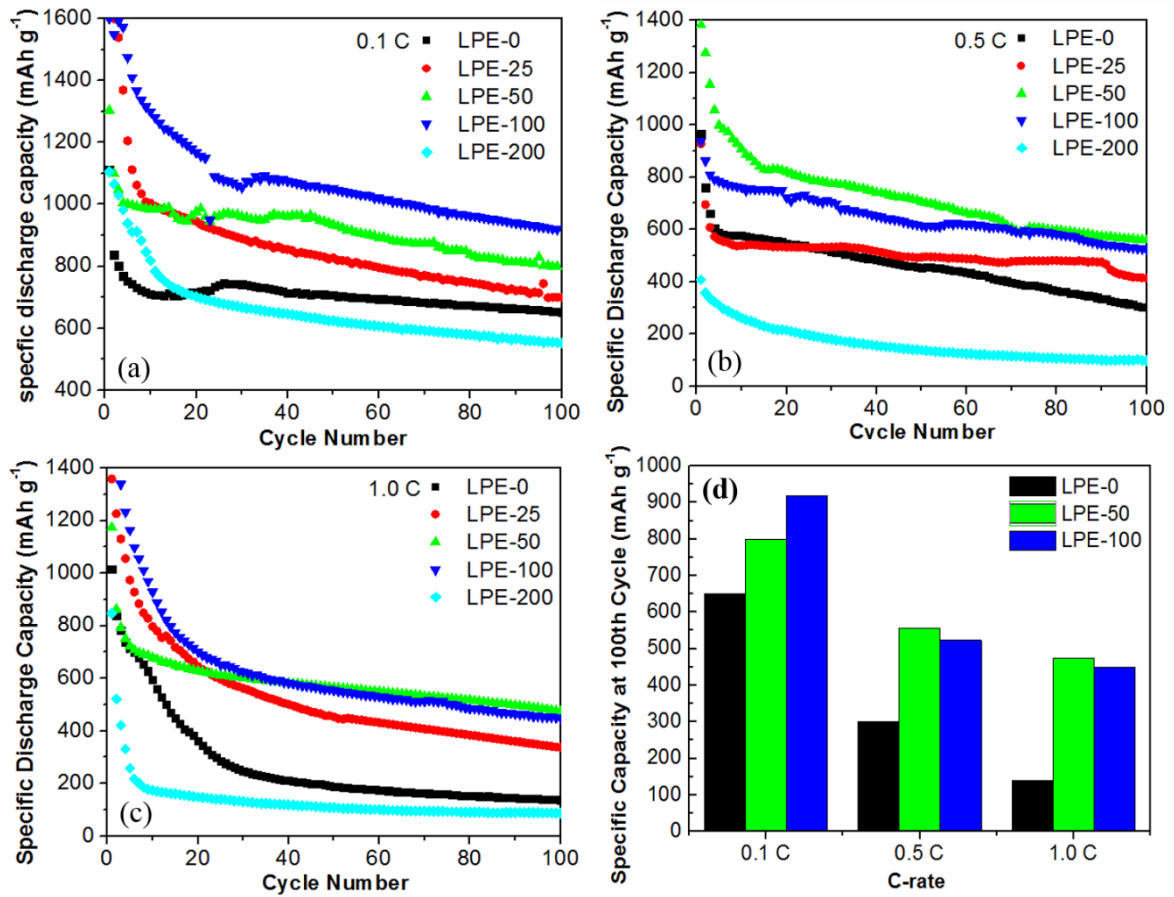 specific discharge capacity (mAh g⁻¹)
1600
1400
1200
1000
800
600
400
0.1 C
LPE-0
LPE-25
LPE-50
LPE-100
LPE-200
(a)
0
20
40
60
80
100
Cycle Number
Specific Discharge Capacity (mAh g⁻¹)
1400
1200
1000
800
600
400
200
0
0.5 C
LPE-0
LPE-25
LPE-50
LPE-100
LPE-200
(b)
0
20
40
60
80
100
Cvcle Number
Specific Discharge Capacity (mAh g⁻¹)
1400
1200
1000
800
600
400
200
0
1.0 C
LPE-0
LPE-25
LPE-50
LPE-100
LPE-200
(c)
0
20
40
60
80
100
Cycle Number
Specific Capacity at 100th Cycle (mAh g⁻¹)
1000
900
800
700
600
500
400
300
200
100
0
(d)
LPE-0
LPE-50
LPE-100
0.1 C
0.5 C
1.0 C
C-rate